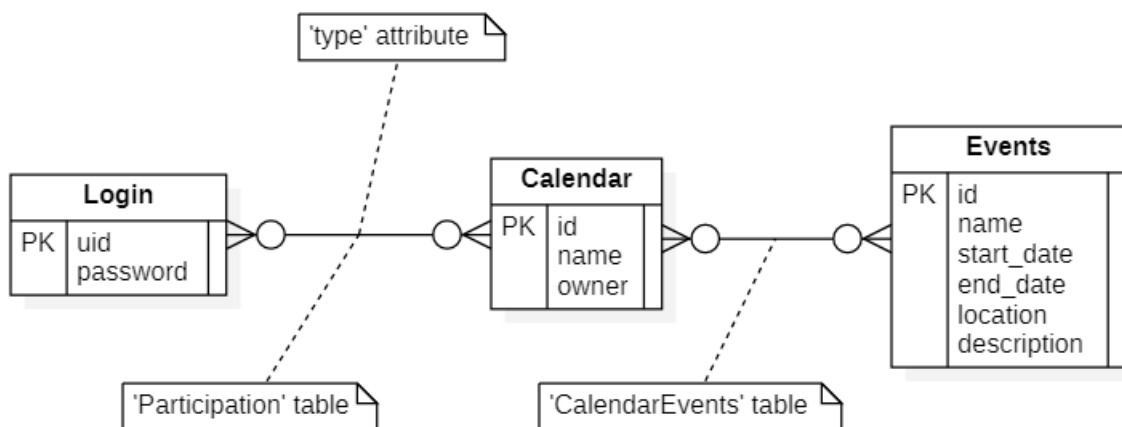 'type' attribute
Login
PK uid
password
Calendar
PK id
name
owner
Events
PK id
name
start_date
end_date
location
description
'Participation' table
'CalendarEvents' table